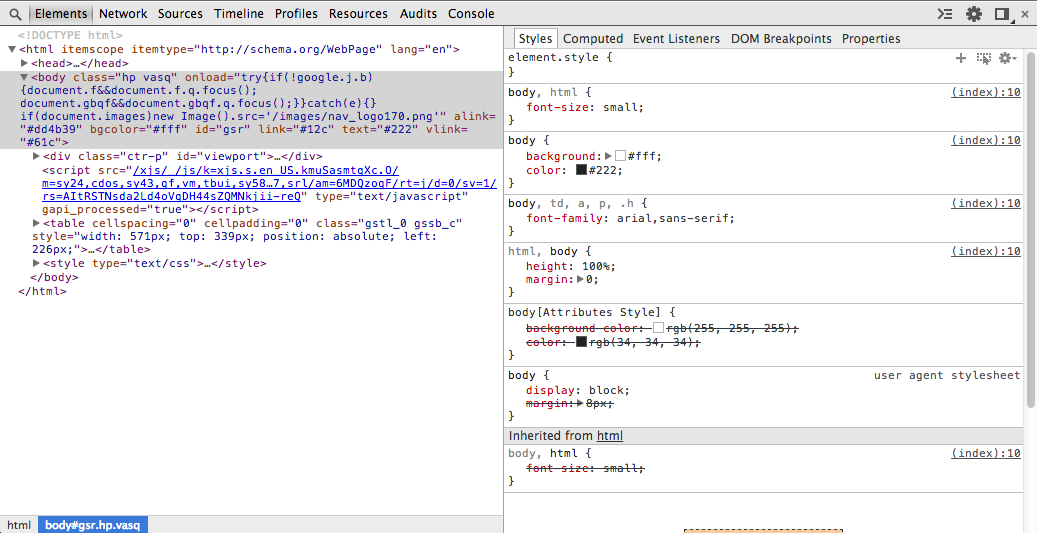 Elements Network Sources Timeline Profiles Resources Audits Console
<!DOCTYPE html>
<html itemscope itemtype="http://schema.org/WebPage" lang="en">
<head>…</head>
<body class="hp vasq" onload="try{if(!google.j.b)
{document.f&&document.f.q.focus();
document.gbqf&&document.gbqf.q.focus();}}catch(e){}
if(document.images)new Image().src='/images/nav_logo170.png'" alink=
"#dd4b39" bgcolor="#fff" id="gsr" link="#12c" text="#222" vlink=
"#61c">
<div class="ctr-p" id="viewport">…</div>
<script src="/xjs/_/js/k=xjs.s.en_US.kmuSasmtqXc.O/
m=sy24,cdos,sy43,qf,vm,tbui,sy58…7,srl/am=6MDQzoqF/rt=j/d=0/sv=1/
rs=AItRSTNsda2Ld4oVqDH44sZQMNkjii-reQ" type="text/javascript"
gapi_processed="true"></script>
<table cellspacing="0" cellpadding="0" class="gstl_0 gssb_c"
style="width: 571px; top: 339px; position: absolute; left:
226px;">…</table>
<style type="text/css">…</style>
</body>
</html>
html body#gsr.hp.vasq
Styles Computed Event Listeners DOM Breakpoints Properties
element.style {
}
body, html { (index):10
font-size: small;
}
body { (index):10
background: #fff;
color: #222;
}
body, td, a, p, .h { (index):10
font-family: arial,sans-serif;
}
html, body { (index):10
height: 100%;
margin: 0;
}
body[Attributes Style] {
background-color: rgb(255, 255, 255);
color: rgb(34, 34, 34);
}
body { user agent stylesheet
display: block;
margin: 8px;
}
Inherited from html
body, html { (index):10
font-size: small;
}